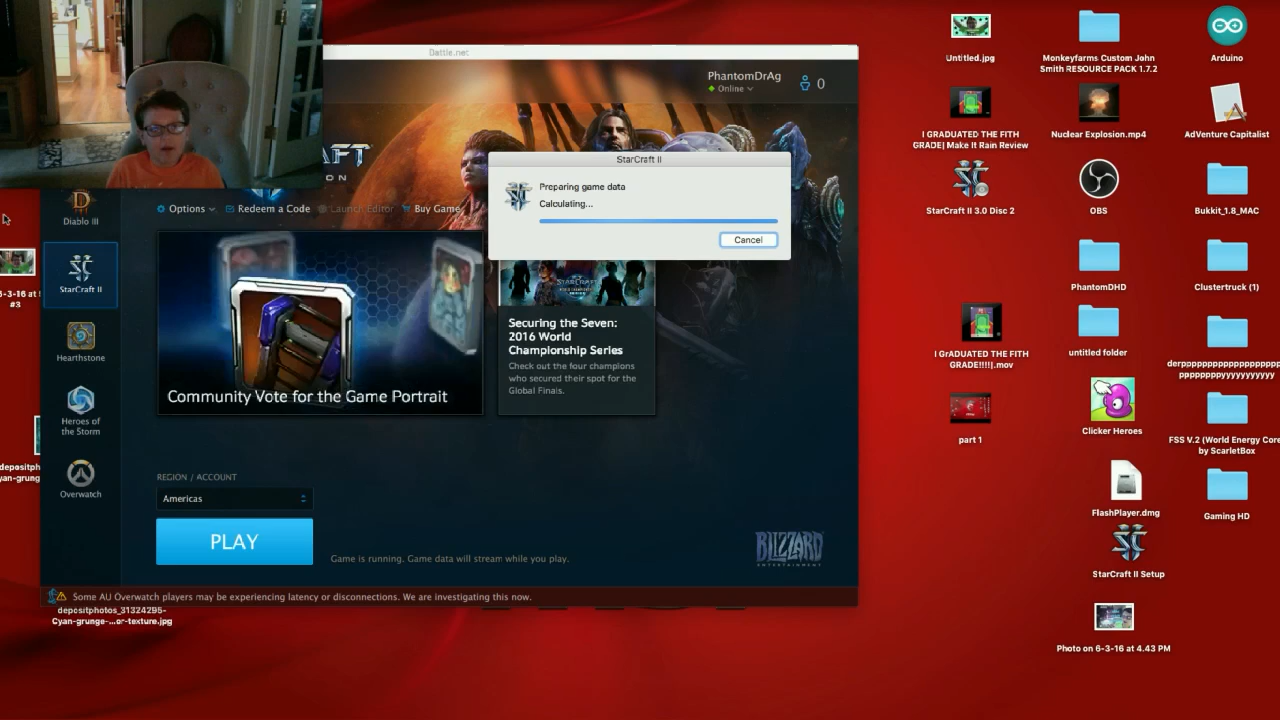 Battle.net
PhantomDrAg
Online
0
StarCraft II
Preparing game data
Calculating...
Cancel
Diablo III
StarCraft II
Hearthstone
Heroes of
the Storm
Overwatch
Options
Redeem a Code
Launch Editor
Buy Game
Community Vote for the Game Portrait
Securing the Seven:
2016 World
Championship Series
Check out the four champions
who secured their spot for the
Global Finals.
REGION / ACCOUNT
Americas
PLAY
Game is running. Game data will stream while you play.
BLIZZARD
ENTERTAINMENT
Some AU Overwatch players may be experiencing latency or disconnections. We are investigating this now.
depositphotos_31324295-
Cyan-grunge-...or-texture.jpg
#3
Untitled.jpg
Monkeyfarms Custom John
Smith RESOURCE PACK 1.7.2
Arduino
I GRADUATED THE FITH
GRADE| Make It Rain Review
Nuclear Explosion.mp4
AdVenture Capitalist
StarCraft II 3.0 Disc 2
OBS
Bukkit_1.8_MAC
PhantomDHD
Clustertruck (1)
I GrADUATED THE FITH
GRADE!!!!|.mov
untitled folder
part 1
Clicker Heroes
FSS V.2 (World Energy Core
by ScarletBox
FlashPlayer.dmg
Gaming HD
StarCraft II Setup
Photo on 6-3-16 at 4.43 PM